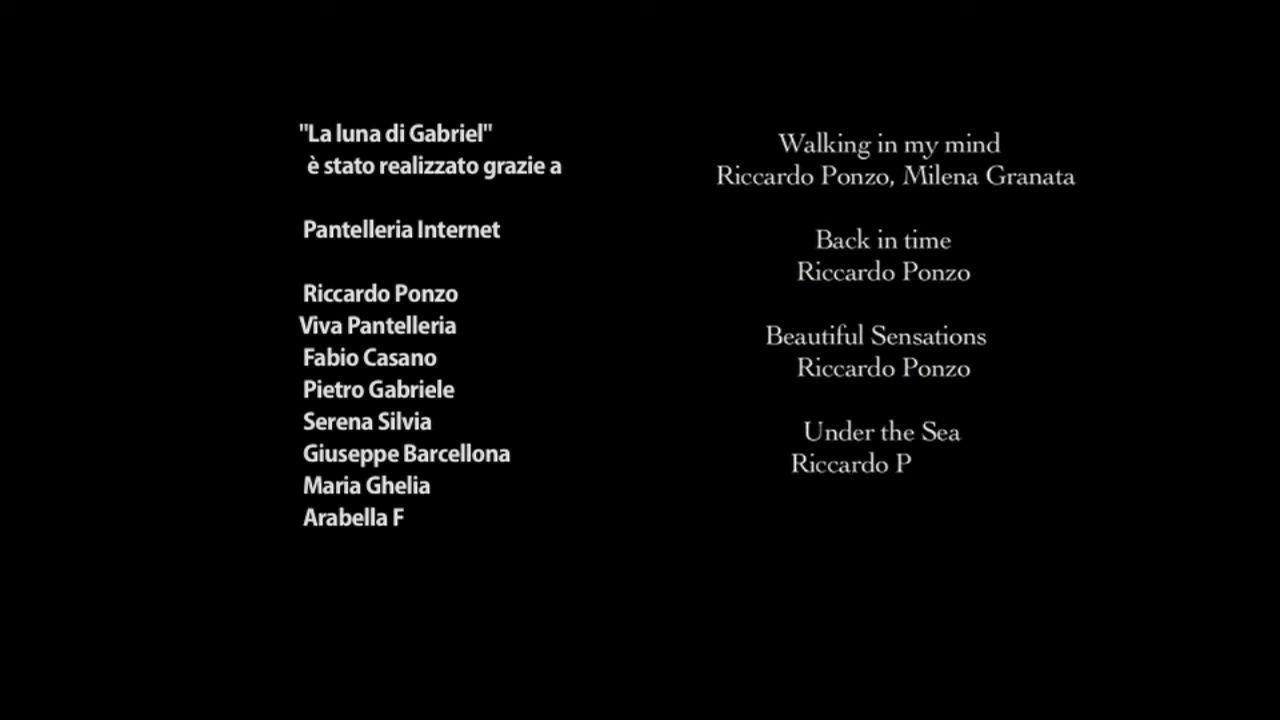 "La luna di Gabriel"
è stato realizzato grazie a
Pantelleria Internet
Riccardo Ponzo
Viva Pantelleria
Fabio Casano
Pietro Gabriele
Serena Silvia
Giuseppe Barcellona
Maria Ghelia
Arabella F
Walking in my mind
Riccardo Ponzo, Milena Granata
Back in time
Riccardo Ponzo
Beautiful Sensations
Riccardo Ponzo
Under the Sea
Riccardo P